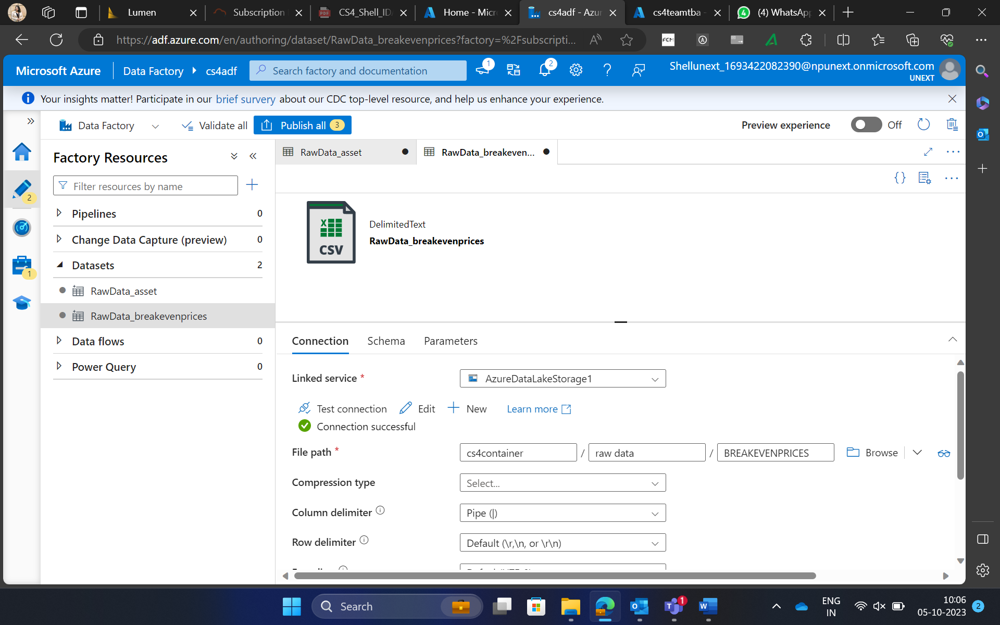 Lumen
Subscription
CS4_Shell_ID
Home - Micr
cs4adf - Azur
cs4teamtba -
(4) WhatsApp
https://adf.azure.com/en/authoring/dataset/RawData_breakevenprices?factory=%2Fsubscripti...
Microsoft Azure
Data Factory
cs4adf
Search factory and documentation
1
2
Shellunext_1693422082390@npunext.onmicrosoft.com
UNEXT
Your insights matter! Participate in our brief survery about our CDC top-level resource, and help us enhance your experience.
Data Factory
Validate all
Publish all 3
Preview experience
Off
Factory Resources
RawData_asset
RawData_breakeven...
Filter resources by name
2
Pipelines 0
Change Data Capture (preview) 0
Datasets 2
1
RawData_asset
RawData_breakevenprices
Data flows 0
Power Query 0
X
CSV
DelimitedText
RawData_breakevenprices
Connection
Schema
Parameters
Linked service *
AzureDataLakeStorage1
Test connection
Edit
New
Learn more
Connection successful
File path *
cs4container / raw data / BREAKEVENPRICES
Browse
Compression type
Select...
Column delimiter
Pipe (|)
Row delimiter
Default (\r,\n, or \r\n)
Search
1
ENG
IN
10:06
05-10-2023
2